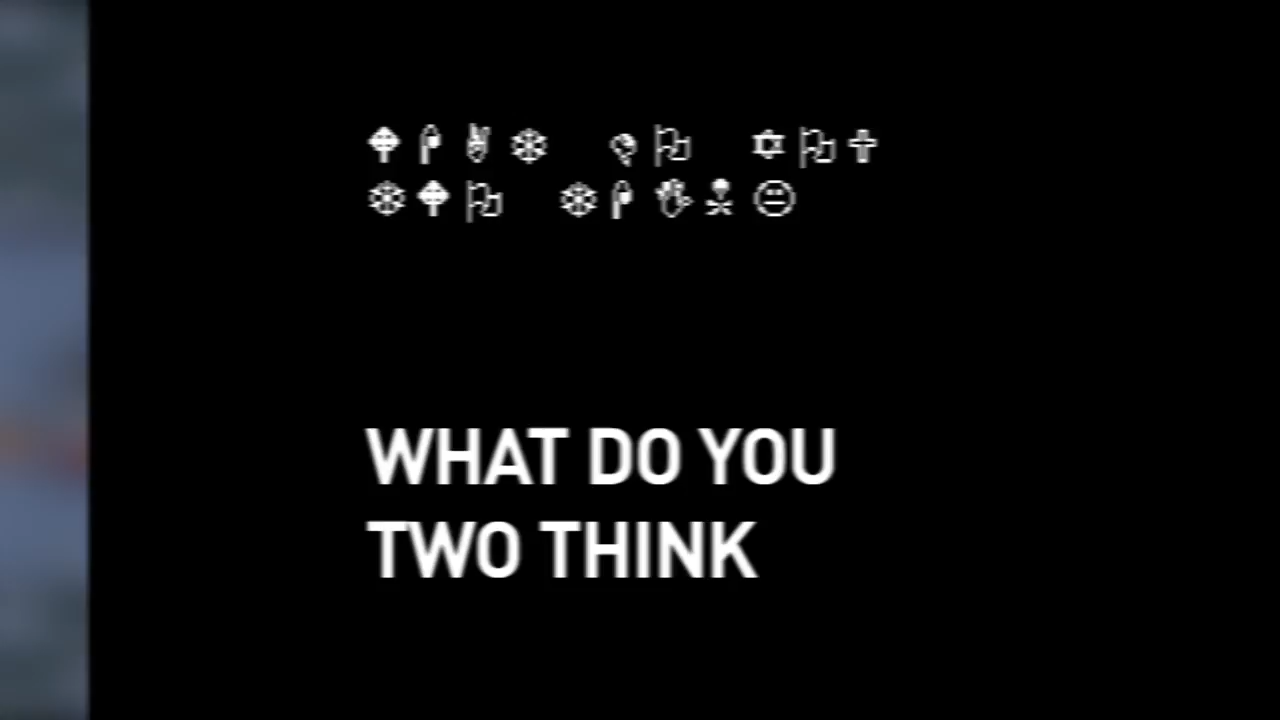 ✞☟✌❄ 👎⚐ ✡⚐🕆
❄✞⚐ ❄☟✋☠😐
WHAT DO YOU
TWO THINK